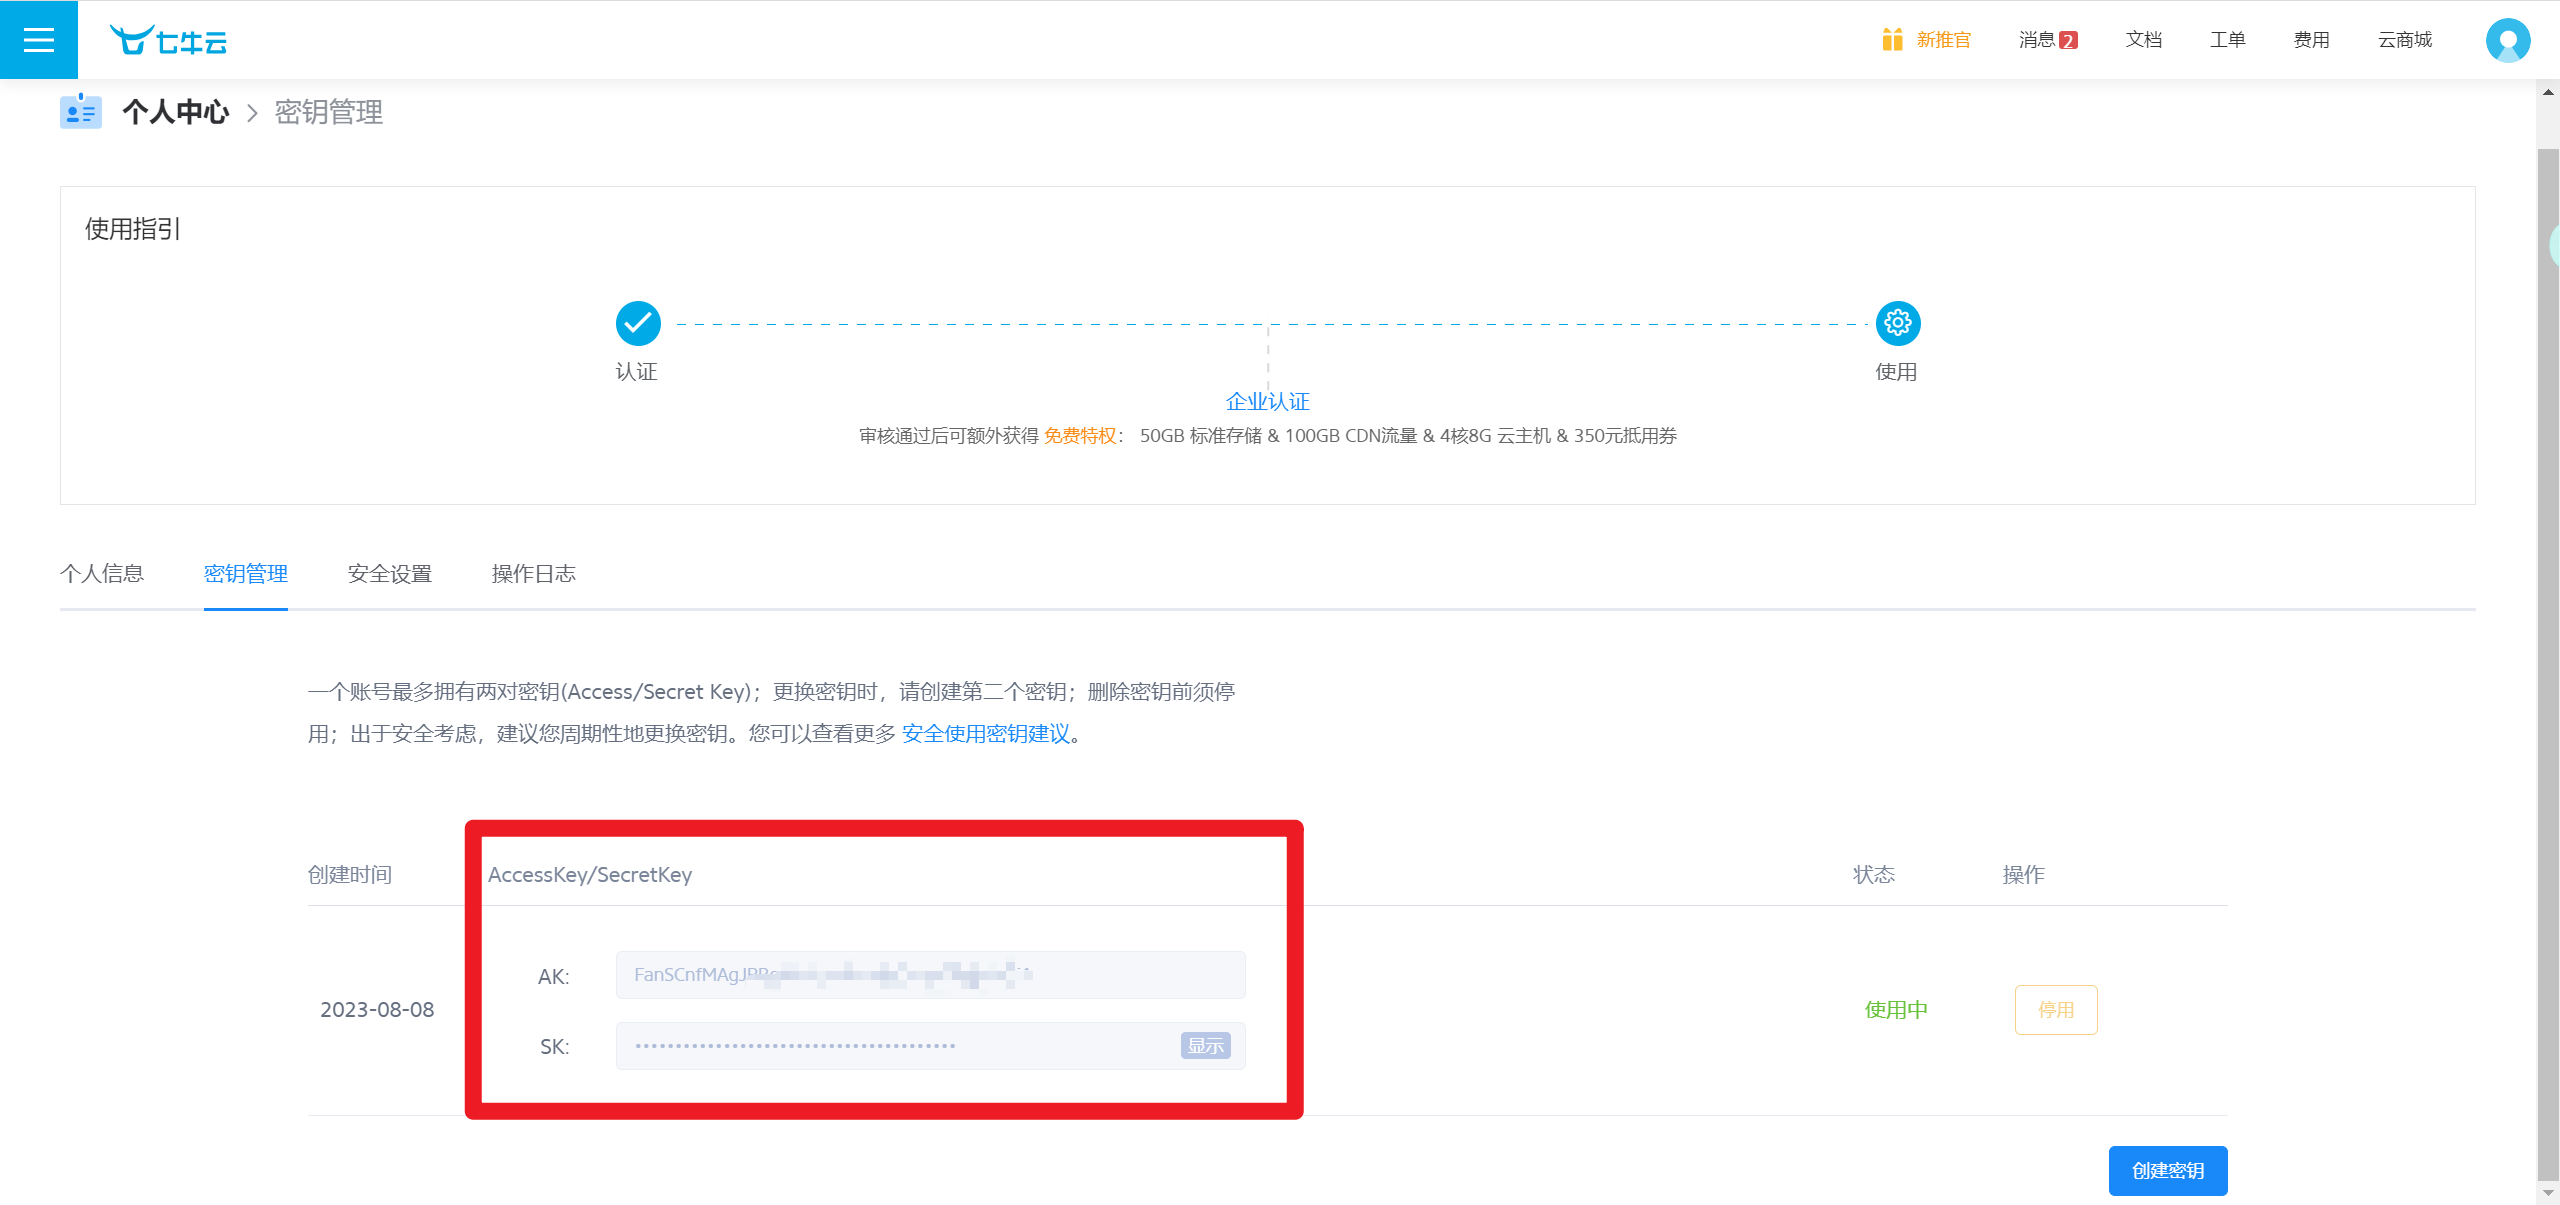 七牛云
新推官
消息 2
文档
工单
费用
云商城
个人中心 > 密钥管理
使用指引
认证
使用
企业认证
审核通过后可额外获得 免费特权： 50GB 标准存储 & 100GB CDN流量 & 4核8G 云主机 & 350元抵用券
个人信息
密钥管理
安全设置
操作日志
一个账号最多拥有两对密钥(Access/Secret Key)；更换密钥时，请创建第二个密钥；删除密钥前须停
用；出于安全考虑，建议您周期性地更换密钥。您可以查看更多 安全使用密钥建议。
创建时间
AccessKey/SecretKey
状态
操作
2023-08-08
AK:
FanSCnfMAgJ
SK:
显示
使用中
停用
创建密钥